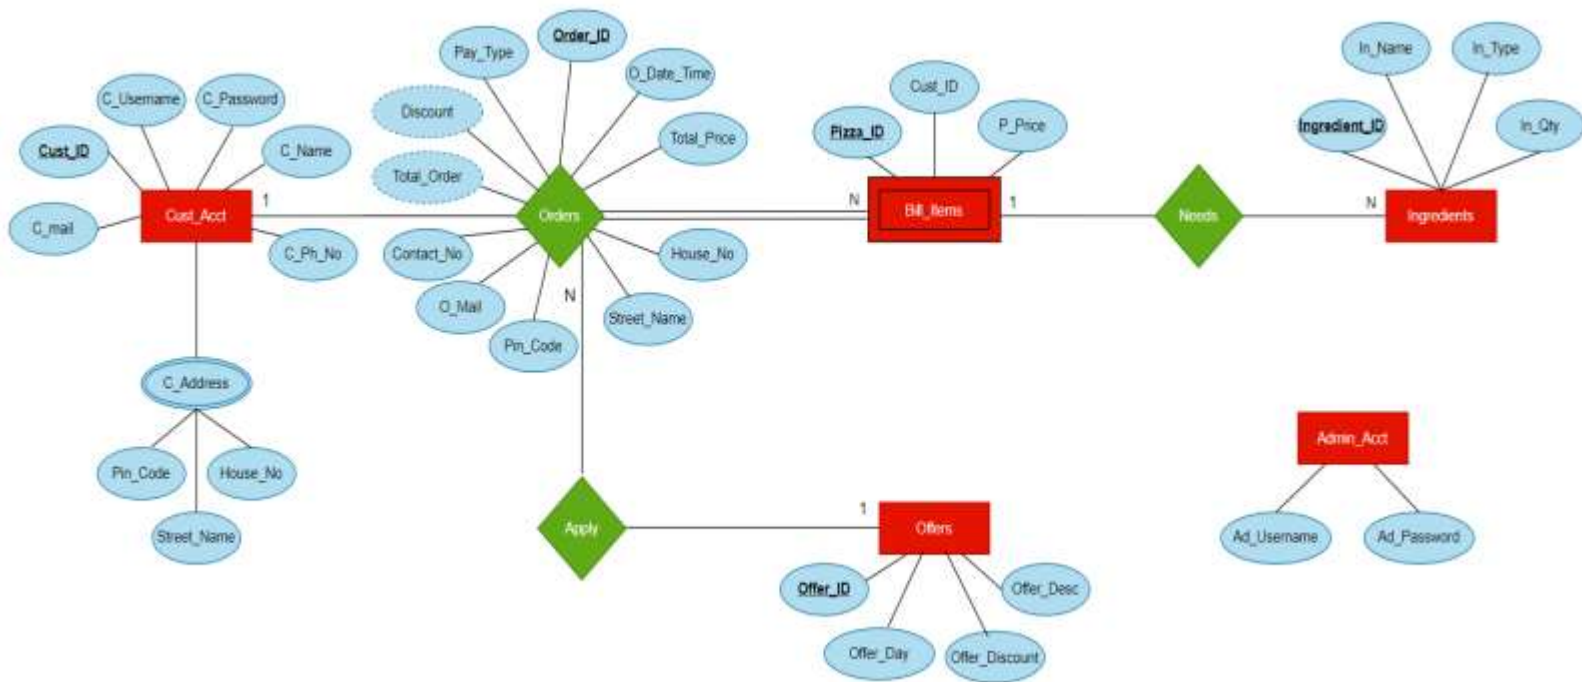 Order_ID
Pay_Type
In_Name
In_Type
O_Date_Time
Cust_ID
C_Username
C_Password
Discount
Pizza_ID
P_Price
Ingredient_ID
In_Qty
Total_Price
Cust_ID
C_Name
Total_Order
1
N
1
N
Cust_Acct
Orders
Bill_Items
Needs
Ingredients
C_mail
C_Ph_No
Contact_No
House_No
N
O_Mail
Street_Name
Pin_Code
C_Address
Admin_Acct
Pin_Code
House_No
1
Apply
Offers
Street_Name
Ad_Username
Ad_Password
Offer_ID
Offer_Desc
Offer_Day
Offer_Discount